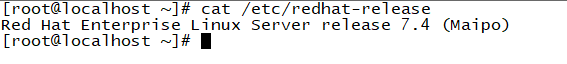 [root@localhost ~]# cat /etc/redhat-release
Red Hat Enterprise Linux Server release 7.4 (Maipo)
[root@localhost ~]#